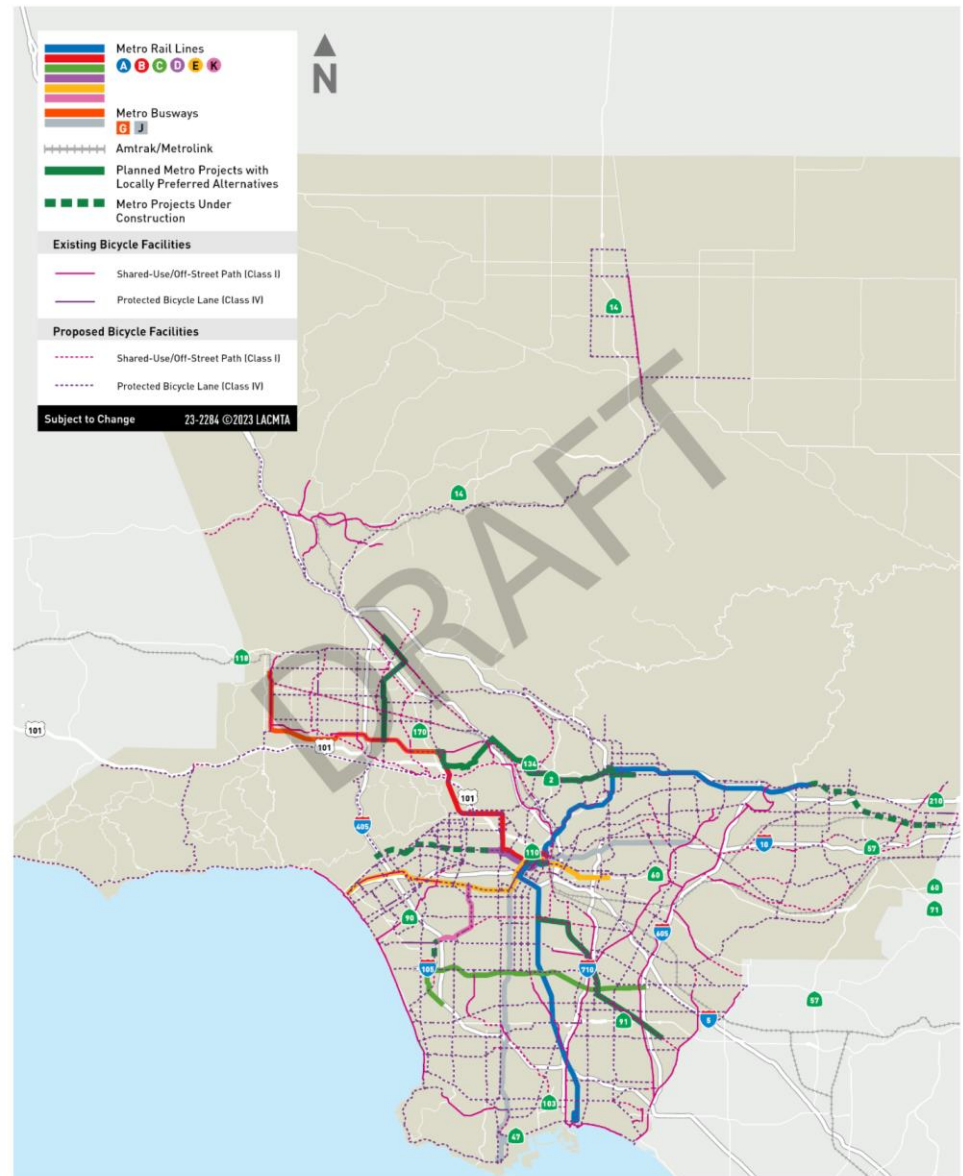 Metro Rail Lines
A B C D E K
Metro Busways
G J
Amtrak/Metrolink
Planned Metro Projects with
Locally Preferred Alternatives
Metro Projects Under
Construction
Existing Bicycle Facilities
Shared-Use/Off-Street Path (Class I)
Protected Bicycle Lane (Class IV)
Proposed Bicycle Facilities
Shared-Use/Off-Street Path (Class I)
Protected Bicycle Lane (Class IV)
Subject to Change 23-2284 ©2023 LACMTA
N
14
14
DRAFT
118
101
170
101
134
2
101
405
110
210
10
57
60
60
71
90
605
105
710
57
91
5
103
47